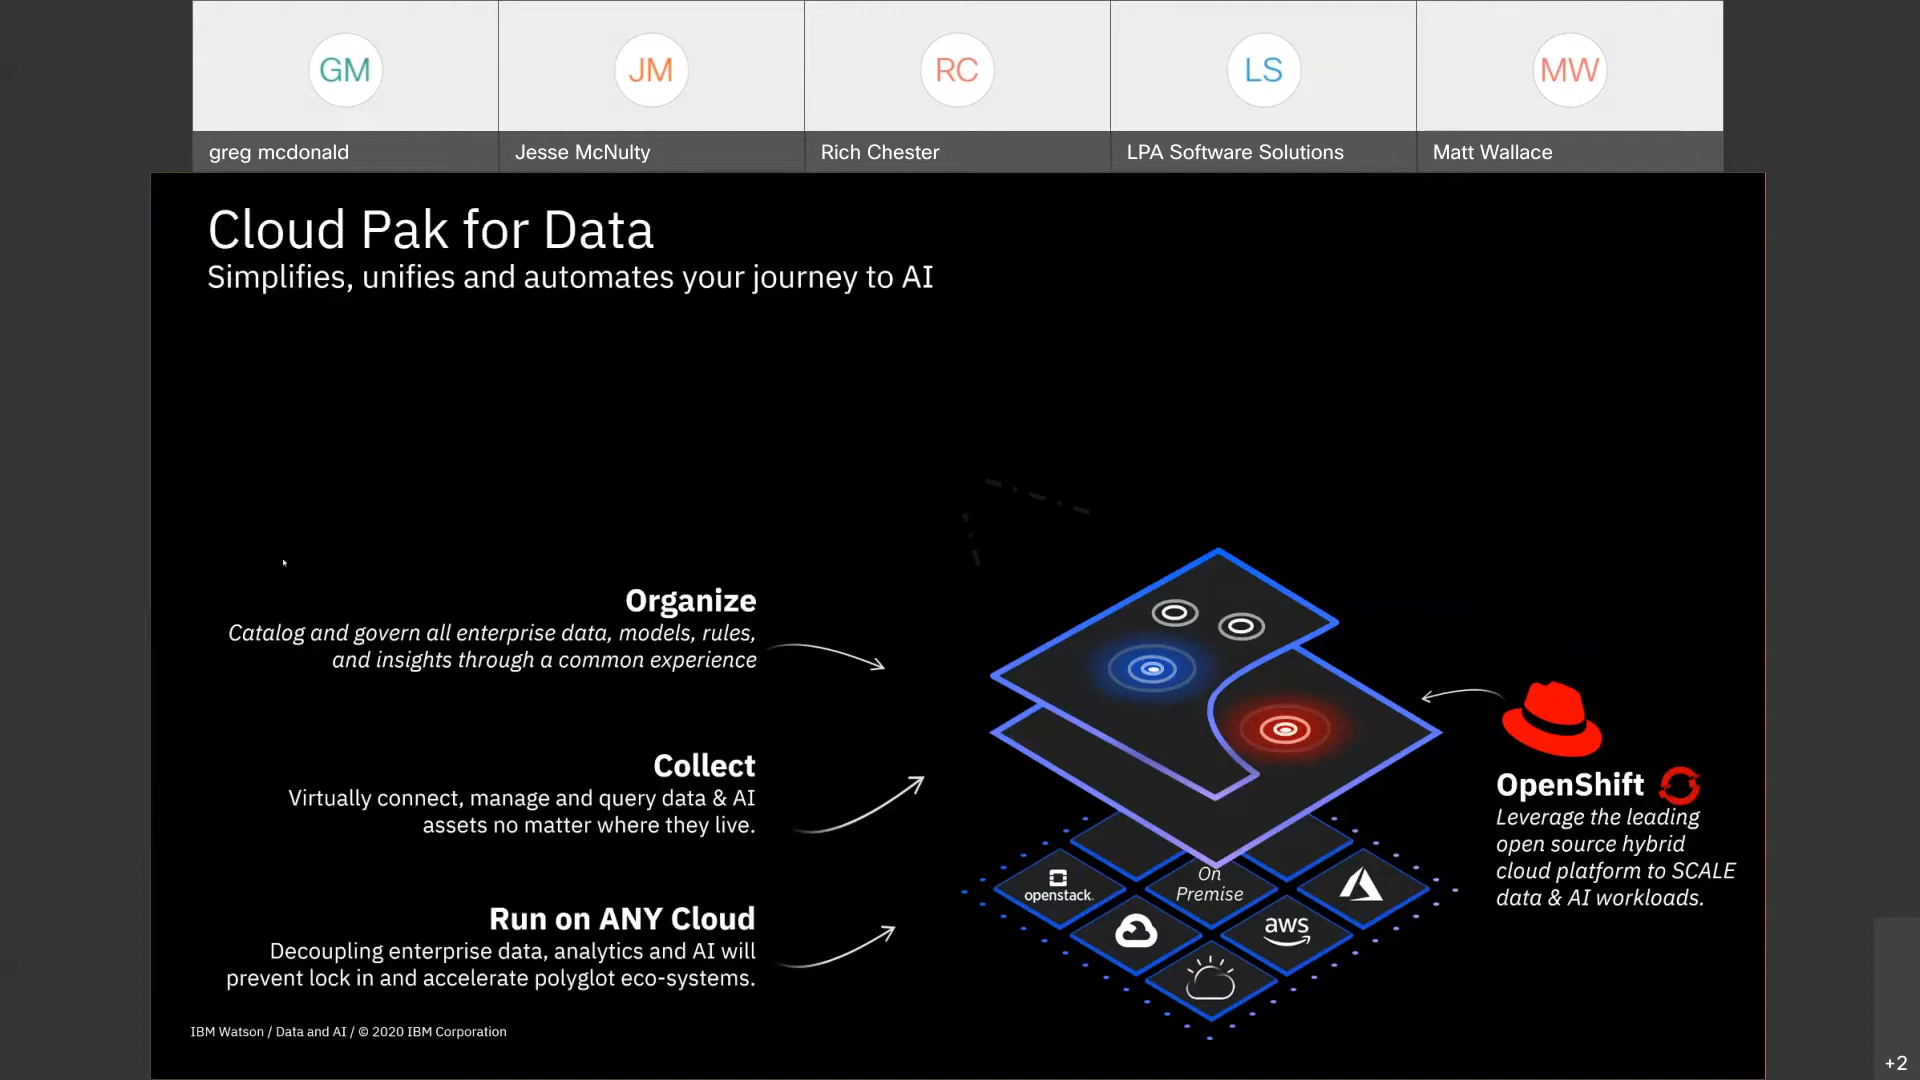 GM
JM
RC
LS
MW
greg mcdonald
Jesse McNulty
Rich Chester
LPA Software Solutions
Matt Wallace
Cloud Pak for Data
Simplifies, unifies and automates your journey to AI
Organize
Catalog and govern all enterprise data, models, rules,
and insights through a common experience
Collect
Virtually connect, manage and query data & AI
assets no matter where they live.
Run on ANY Cloud
Decoupling enterprise data, analytics and AI will
prevent lock in and accelerate polyglot eco-systems.
openstack.
On
Premise
aws
OpenShift
Leverage the leading
open source hybrid
cloud platform to SCALE
data & AI workloads.
IBM Watson / Data and AI / © 2020 IBM Corporation
+2